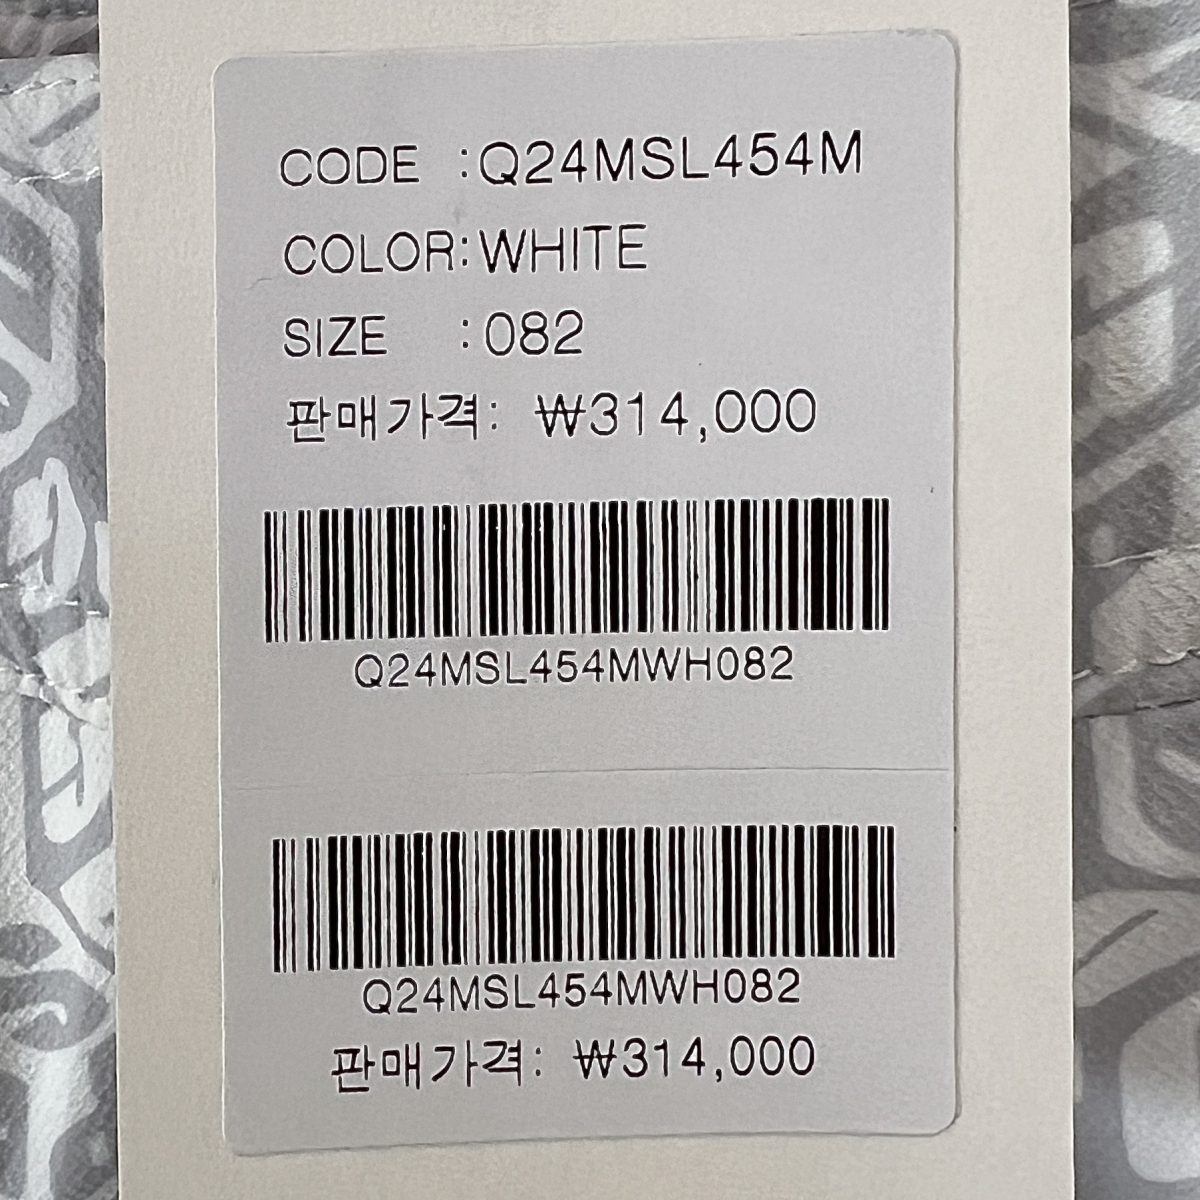 CODE :Q24MSL454M
COLOR:WHITE
SIZE :082
판매가격: ₩314,000
Q24MSL454MWH082
Q24MSL454MWH082
판매가격: ₩314,000